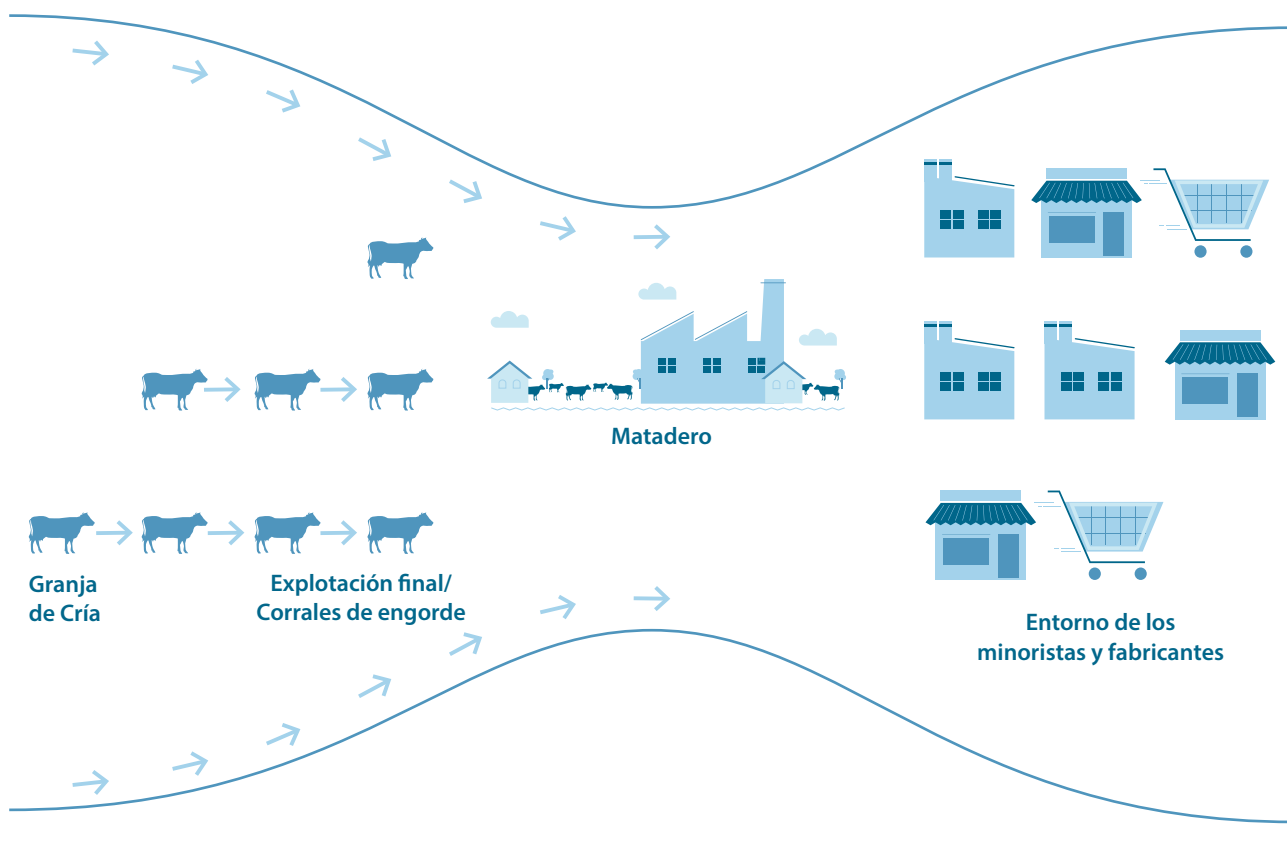 Matadero
Granja
de Cría
Explotación final/
Corrales de engorde
Entorno de los
minoristas y fabricantes